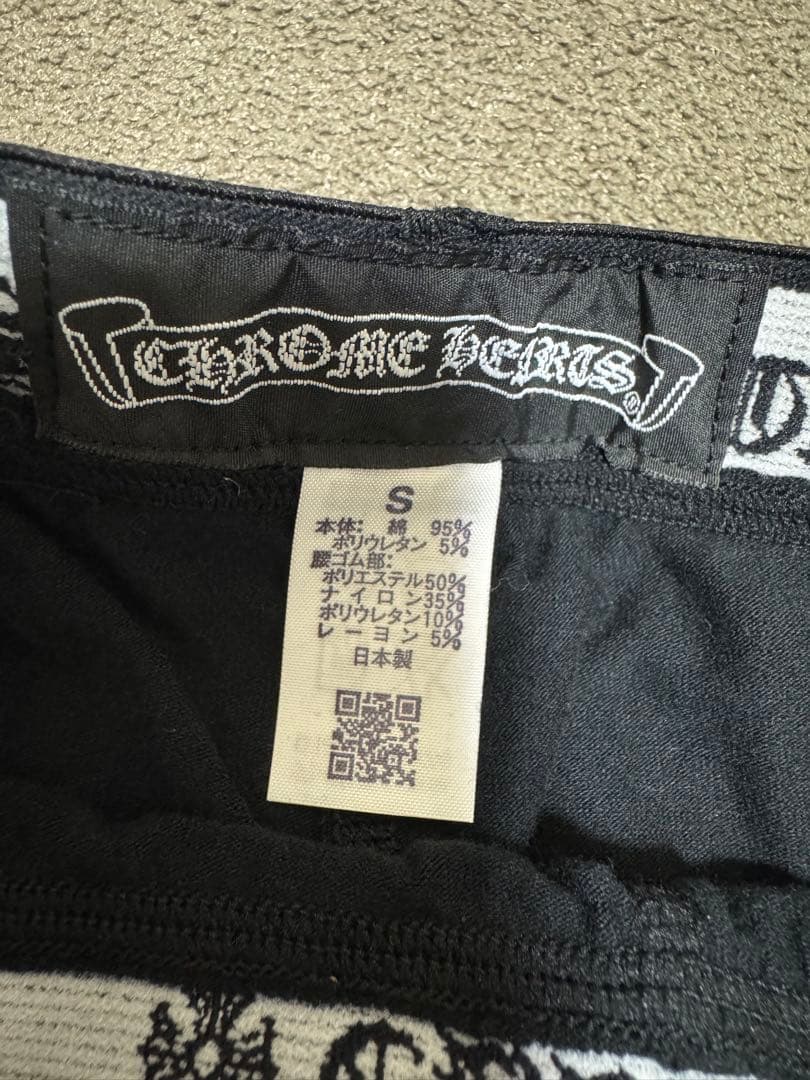 CHROME HEARTS
®
S
本体: 綿 95%
ポリウレタン 5%
腰ゴム部:
ポリエステル50%
ナイロン35%
ポリウレタン10%
レーヨン 5%
日本製